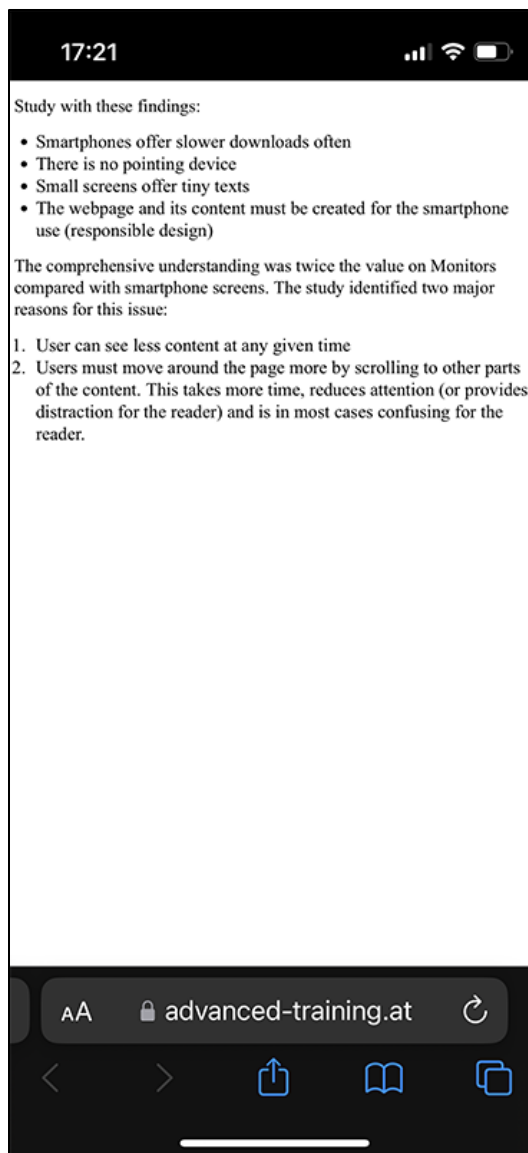 17:21
Study with these findings:
• Smartphones offer slower downloads often
• There is no pointing device
• Small screens offer tiny texts
• The webpage and its content must be created for the smartphone
use (responsible design)
The comprehensive understanding was twice the value on Monitors
compared with smartphone screens. The study identified two major
reasons for this issue:
1. User can see less content at any given time
2. Users must move around the page more by scrolling to other parts
of the content. This takes more time, reduces attention (or provides
distraction for the reader) and is in most cases confusing for the
reader.
AA advanced-training.at